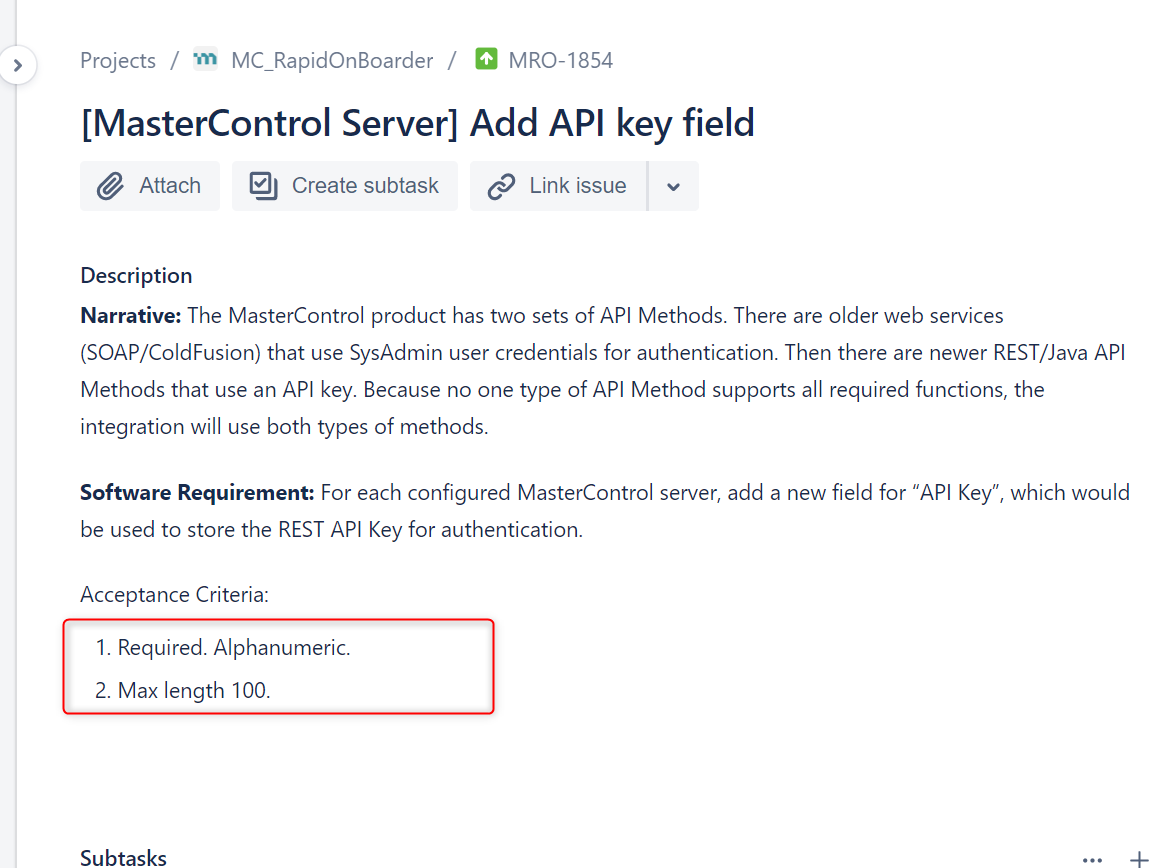 Projects / MC_RapidOnBoarder / MRO-1854
[MasterControl Server] Add API key field
Attach Create subtask Link issue
Description
Narrative: The MasterControl product has two sets of API Methods. There are older web services
(SOAP/ColdFusion) that use SysAdmin user credentials for authentication. Then there are newer REST/Java API
Methods that use an API key. Because no one type of API Method supports all required functions, the
integration will use both types of methods.
Software Requirement: For each configured MasterControl server, add a new field for “API Key”, which would
be used to store the REST API Key for authentication.
Acceptance Criteria:
1. Required. Alphanumeric.
2. Max length 100.
Subtasks